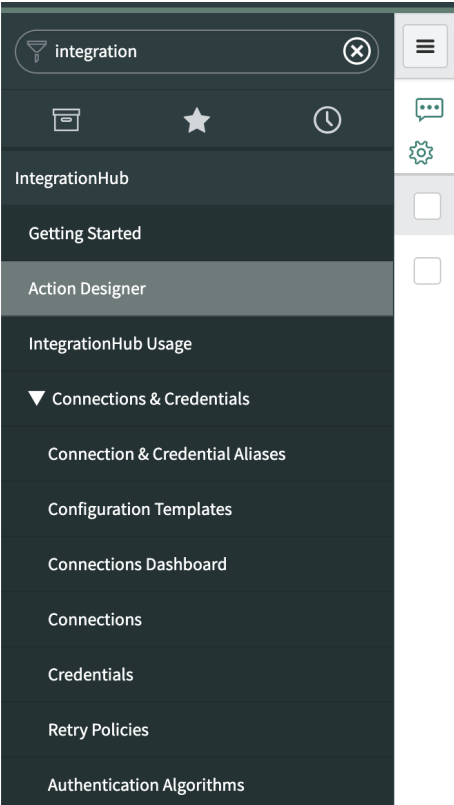 integration
IntegrationHub
Getting Started
Action Designer
IntegrationHub Usage
Connections & Credentials
Connection & Credential Aliases
Configuration Templates
Connections Dashboard
Connections
Credentials
Retry Policies
Authentication Algorithms